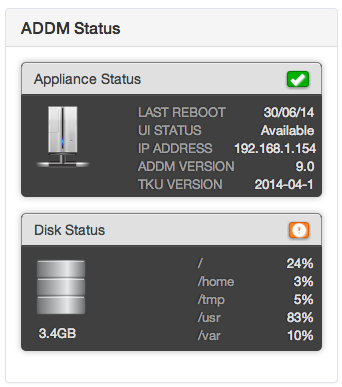 ADDM Status
Appliance Status
LAST REBOOT 30/06/14
UI STATUS Available
IP ADDRESS 192.168.1.154
ADDM VERSION 9.0
TKU VERSION 2014-04-1
Disk Status
/ 24%
/home 3%
/tmp 5%
/usr 83%
/var 10%
3.4GB